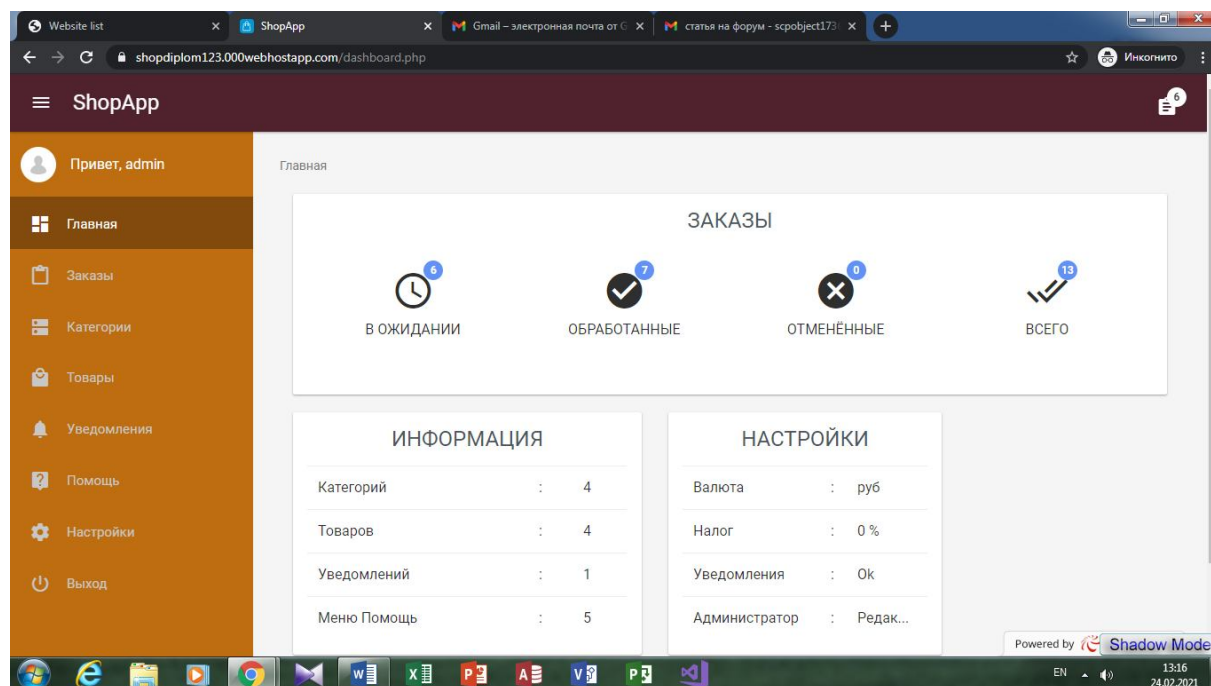 Website list
ShopApp
Gmail – электронная почта от G
статья на форум - scpobject173
shopdiplom123.000webhostapp.com/dashboard.php
Инкогнито
ShopApp
6
Привет, admin
Главная
Главная
Заказы
Категории
Товары
Уведомления
Помощь
Настройки
Выход
ЗАКАЗЫ
6 7 0 13
В ОЖИДАНИИ ОБРАБОТАННЫЕ ОТМЕНЁННЫЕ ВСЕГО
ИНФОРМАЦИЯ
Категорий : 4
Товаров : 4
Уведомлений : 1
Меню Помощь : 5
НАСТРОЙКИ
Валюта : руб
Налог : 0 %
Уведомления : Ok
Администратор : Редак...
Powered by
Shadow Mode
EN
13:16
24.02.2021